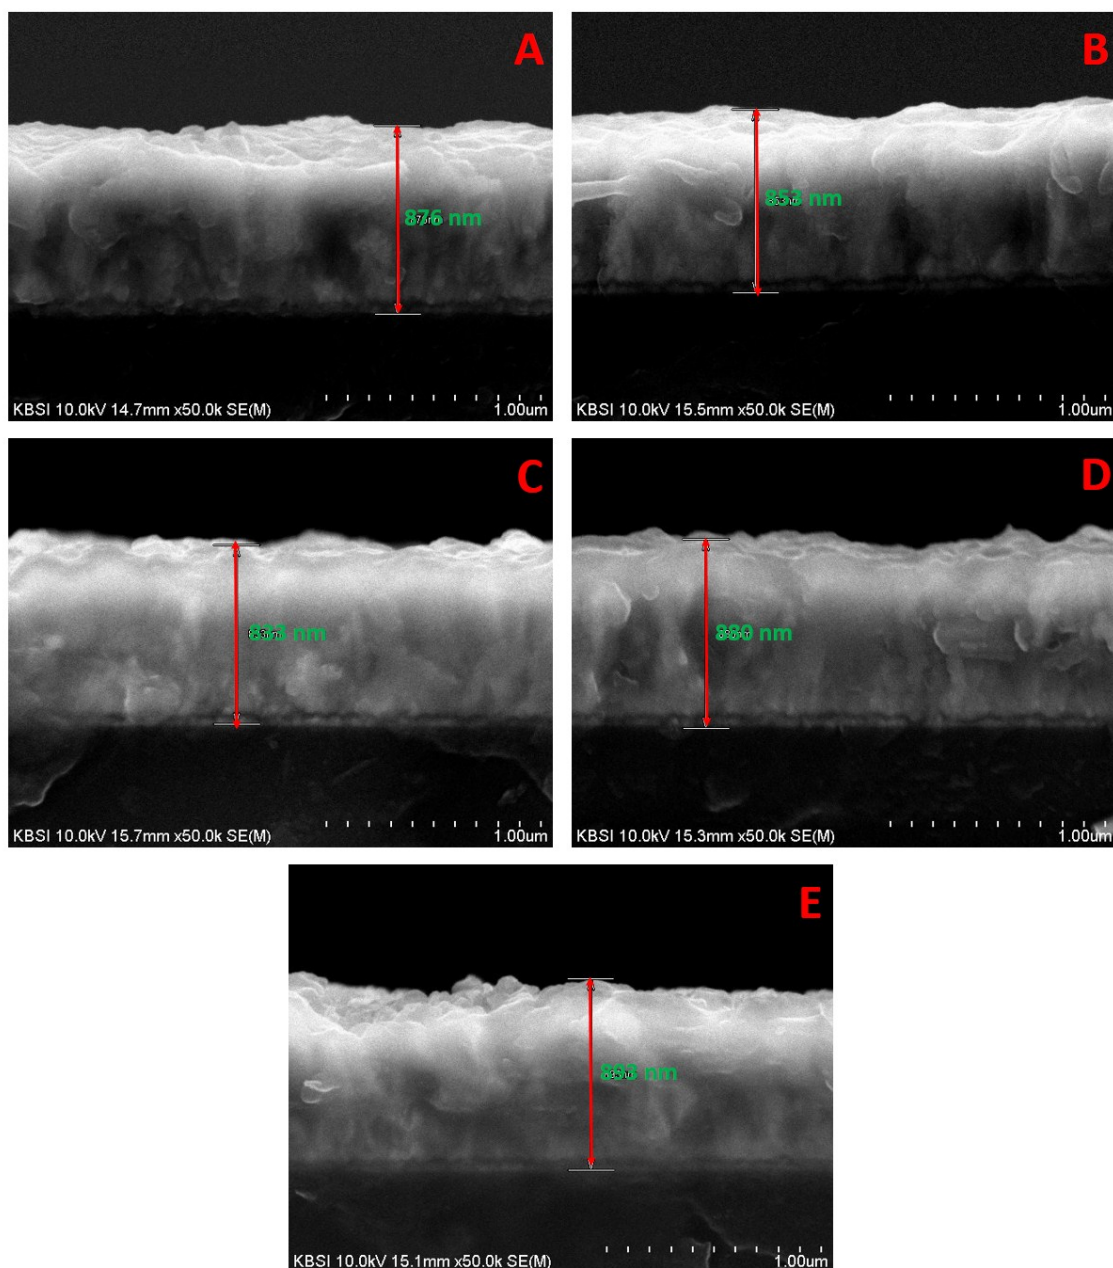 A
876 nm
KBSI 10.0kV 14.7mm x50.0k SE(M)
1.00um
B
853 nm
KBSI 10.0kV 15.5mm x50.0k SE(M)
1.00um
C
833 nm
KBSI 10.0kV 15.7mm x50.0k SE(M)
1.00um
D
880 nm
KBSI 10.0kV 15.3mm x50.0k SE(M)
1.00um
E
893 nm
KBSI 10.0kV 15.1mm x50.0k SE(M)
1.00um